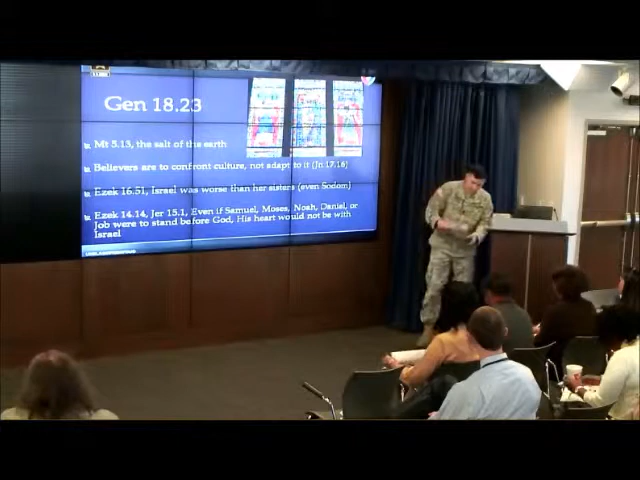 Gen 18.23
Mt 5.13, the salt of the earth
Believers are to confront culture, not adapt to it (Jn 17.16)
Ezek 16.51, Israel was worse than her sisters (even Sodom)
Ezek 14.14, Jer 15.1, Even if Samuel, Moses, Noah, Daniel, or
Job were to stand before God, His heart would not be with
Israel